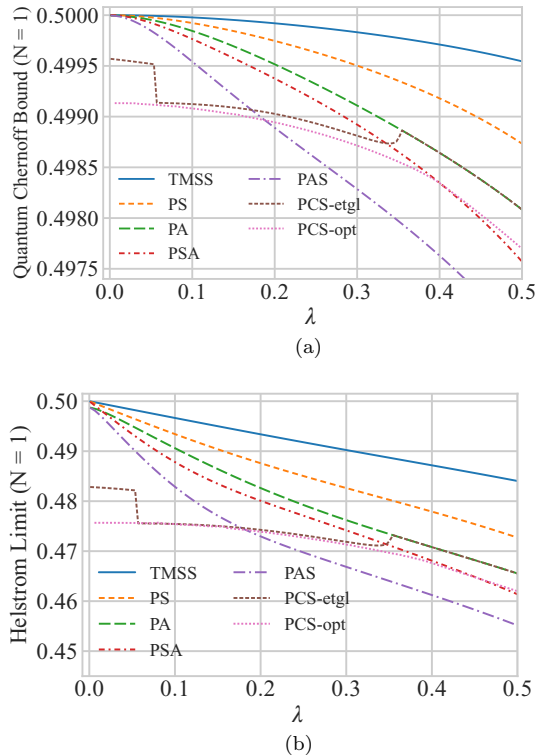 Quantum Chernoff Bound (N = 1)
0.5000
0.4995
0.4990
0.4985
0.4980
0.4975
TMSS
PS
PA
PSA
PAS
PCS-etgl
PCS-opt
0.0 0.1 0.2 0.3 0.4 0.5
λ
(a)
Helstrom Limit (N = 1)
0.50
0.49
0.48
0.47
0.46
0.45
TMSS
PS
PA
PSA
PAS
PCS-etgl
PCS-opt
0.0 0.1 0.2 0.3 0.4 0.5
λ
(b)